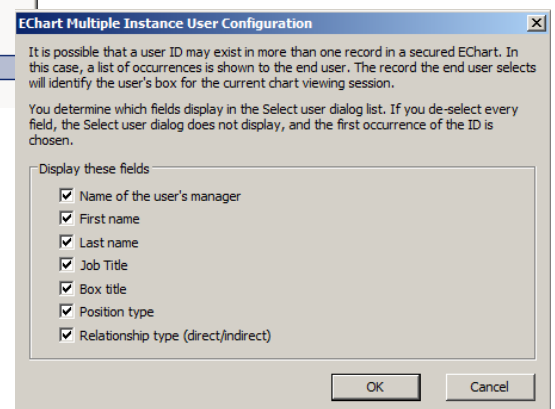 EChart Multiple Instance User Configuration
It is possible that a user ID may exist in more than one record in a secured EChart. In
this case, a list of occurrences is shown to the end user. The record the end user selects
will identify the user's box for the current chart viewing session.
You determine which fields display in the Select user dialog list. If you de-select every
field, the Select user dialog does not display, and the first occurrence of the ID is
chosen.
Display these fields
Name of the user's manager
First name
Last name
Job Title
Box title
Position type
Relationship type (direct/indirect)
OK
Cancel